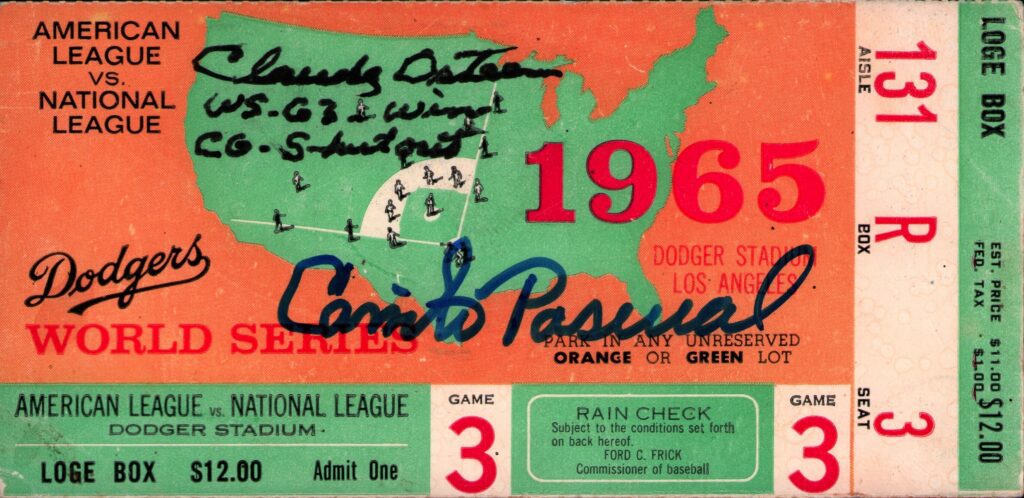 AMERICAN
LEAGUE
VS.
NATIONAL
LEAGUE
Claude Osteen
WS-G3-Win
CG-Shutout
1965
DODGER STADIUM
LOS ANGELES
Dodgers
WORLD SERIES
Camilo Pascual
PARK IN ANY UNRESERVED
ORANGE OR GREEN LOT
AMERICAN LEAGUE vs. NATIONAL LEAGUE
DODGER STADIUM
LOGE BOX $12.00 Admit One
GAME
3
RAIN CHECK
Subject to the conditions set forth
on back hereof.
FORD C. FRICK
Commissioner of baseball
GAME
3
AISLE
131
BOX
R
SEAT
3
LOGE BOX
EST. PRICE $11.00
FED. TAX $1.00
$12.00